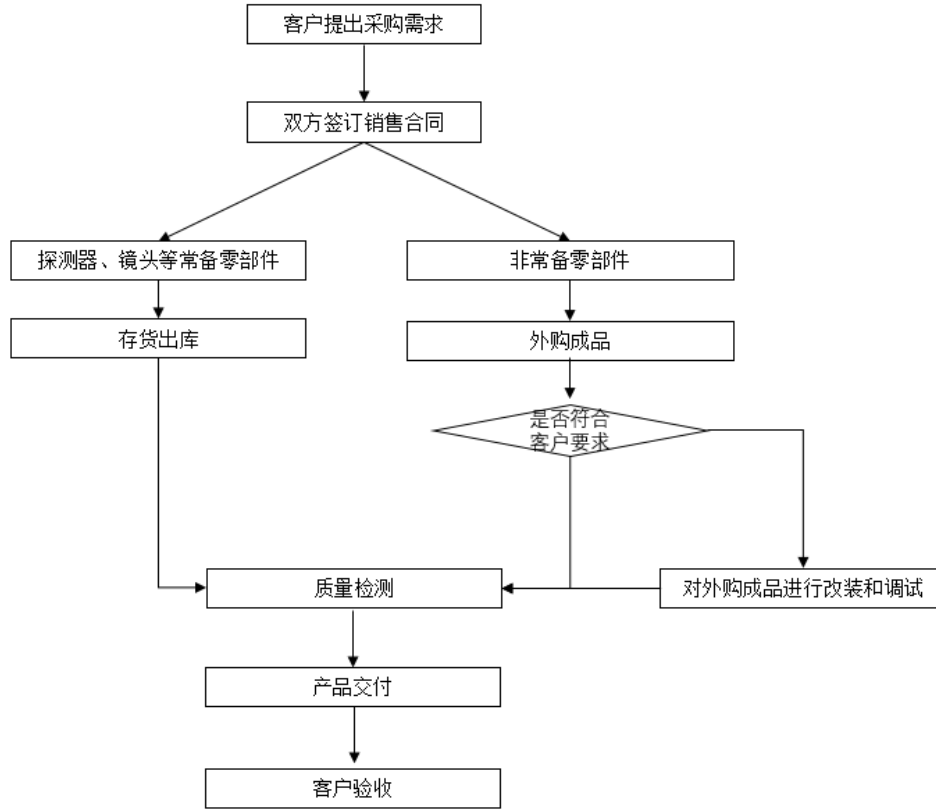 客户提出采购需求
双方签订销售合同
探测器、镜头等常备零部件
非常备零部件
存货出库
外购成品
是否符合
客户要求
质量检测
对外购成品进行改装和调试
产品交付
客户验收